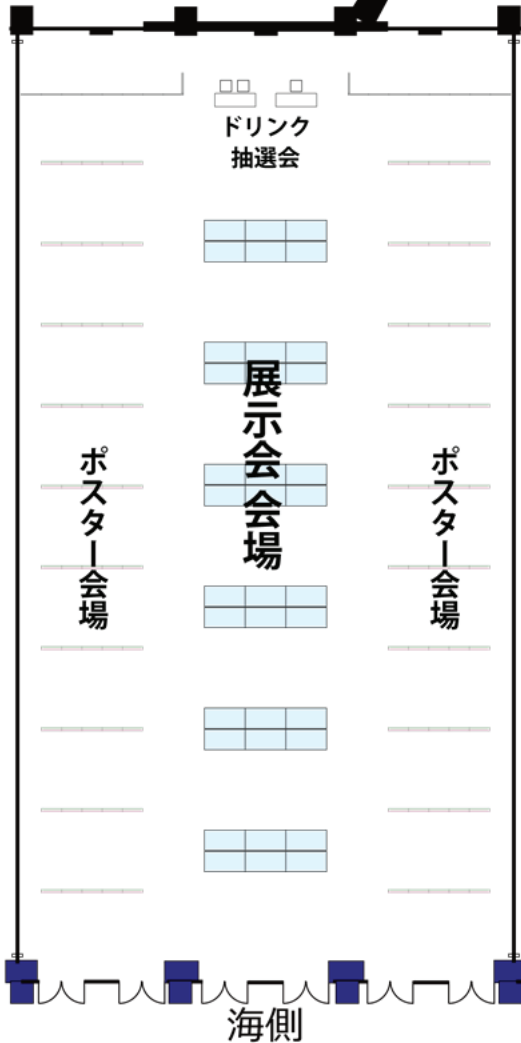 ドリンク
抽選会
展示会 会場
ポスター会場
ポスター会場
海側